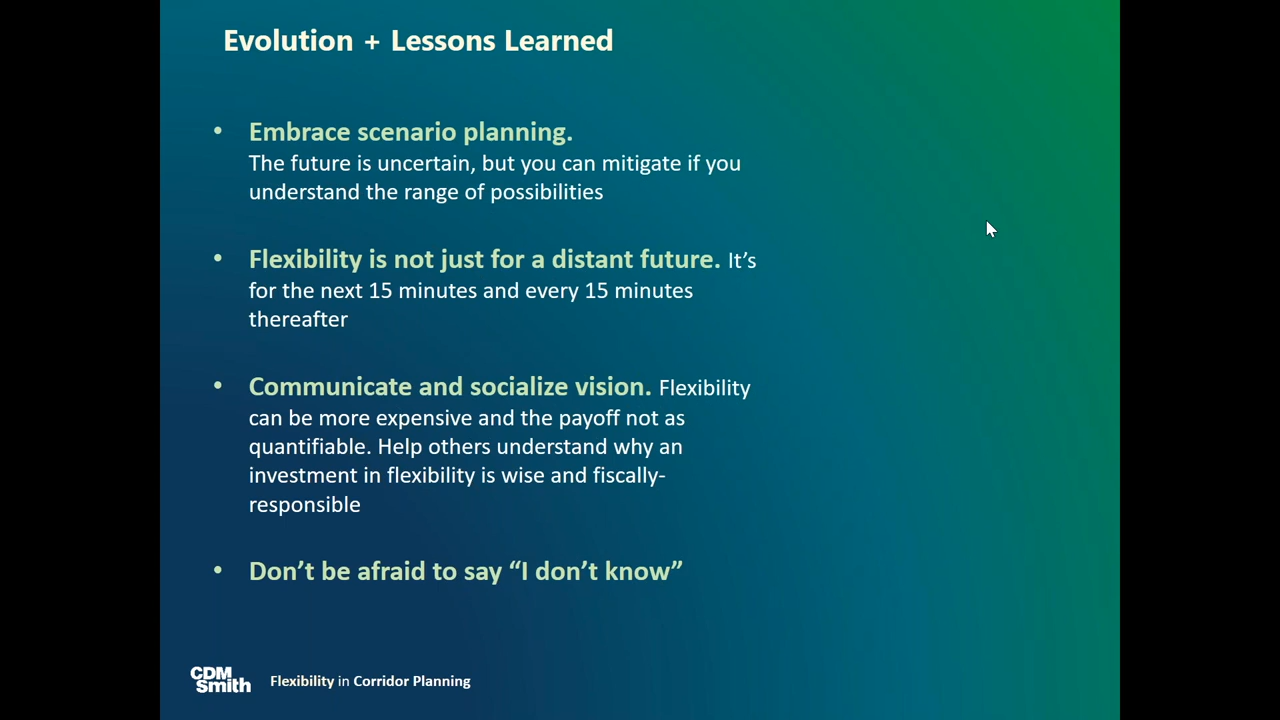 Evolution + Lessons Learned
• Embrace scenario planning.
The future is uncertain, but you can mitigate if you
understand the range of possibilities
• Flexibility is not just for a distant future. It’s
for the next 15 minutes and every 15 minutes
thereafter
• Communicate and socialize vision. Flexibility
can be more expensive and the payoff not as
quantifiable. Help others understand why an
investment in flexibility is wise and fiscally-
responsible
• Don’t be afraid to say “I don’t know”
CDM
Smith
Flexibility in Corridor Planning